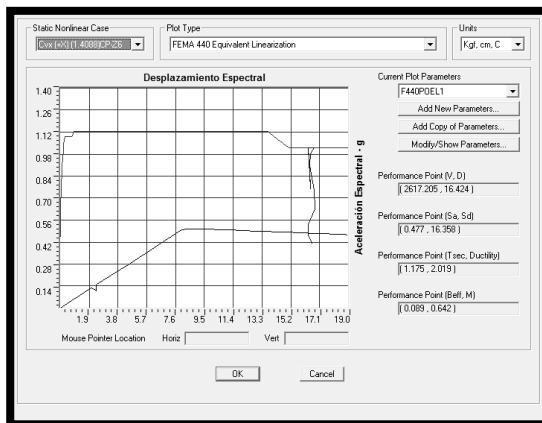 Static Nonlinear Case
Cvx (+X) (1.4088)CP-Z6
Plot Type
FEMA 440 Equivalent Linearization
Units
Kgf, cm, C
Desplazamiento Espectral
1.40
1.26
1.12
0.98
0.84
0.70
0.56
0.42
0.28
0.14
1.9 3.8 5.7 7.6 9.5 11.4 13.3 15.2 17.1 19.0
Aceleración Espectral - g
Mouse Pointer Location Horiz Vert
Current Plot Parameters
F440POEL1
Add New Parameters...
Add Copy of Parameters...
Modify/Show Parameters...
Performance Point (V, D)
( 2617.205 , 16.424 )
Performance Point (Sa, Sd)
( 0.477 , 16.358 )
Performance Point (Tsec, Ductility)
( 1.175 , 2.019 )
Performance Point (Beff, M)
( 0.089 , 0.642 )
OK
Cancel